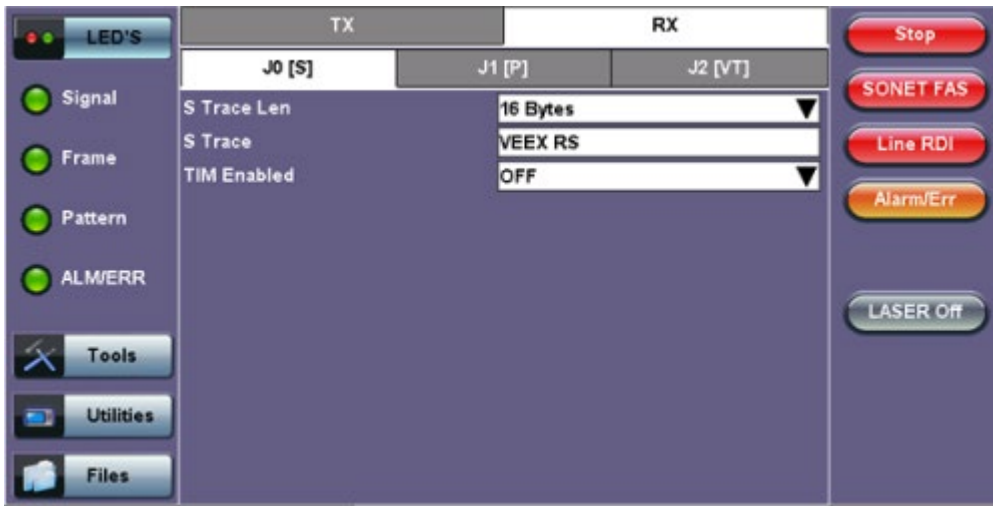 LED'S
Signal
Frame
Pattern
ALM/ERR
Tools
Utilities
Files
TX RX
J0 [S] J1 [P] J2 [VT]
S Trace Len 16 Bytes
S Trace VEEX RS
TIM Enabled OFF
Stop
SONET FAS
Line RDI
Alarm/Err
LASER Off